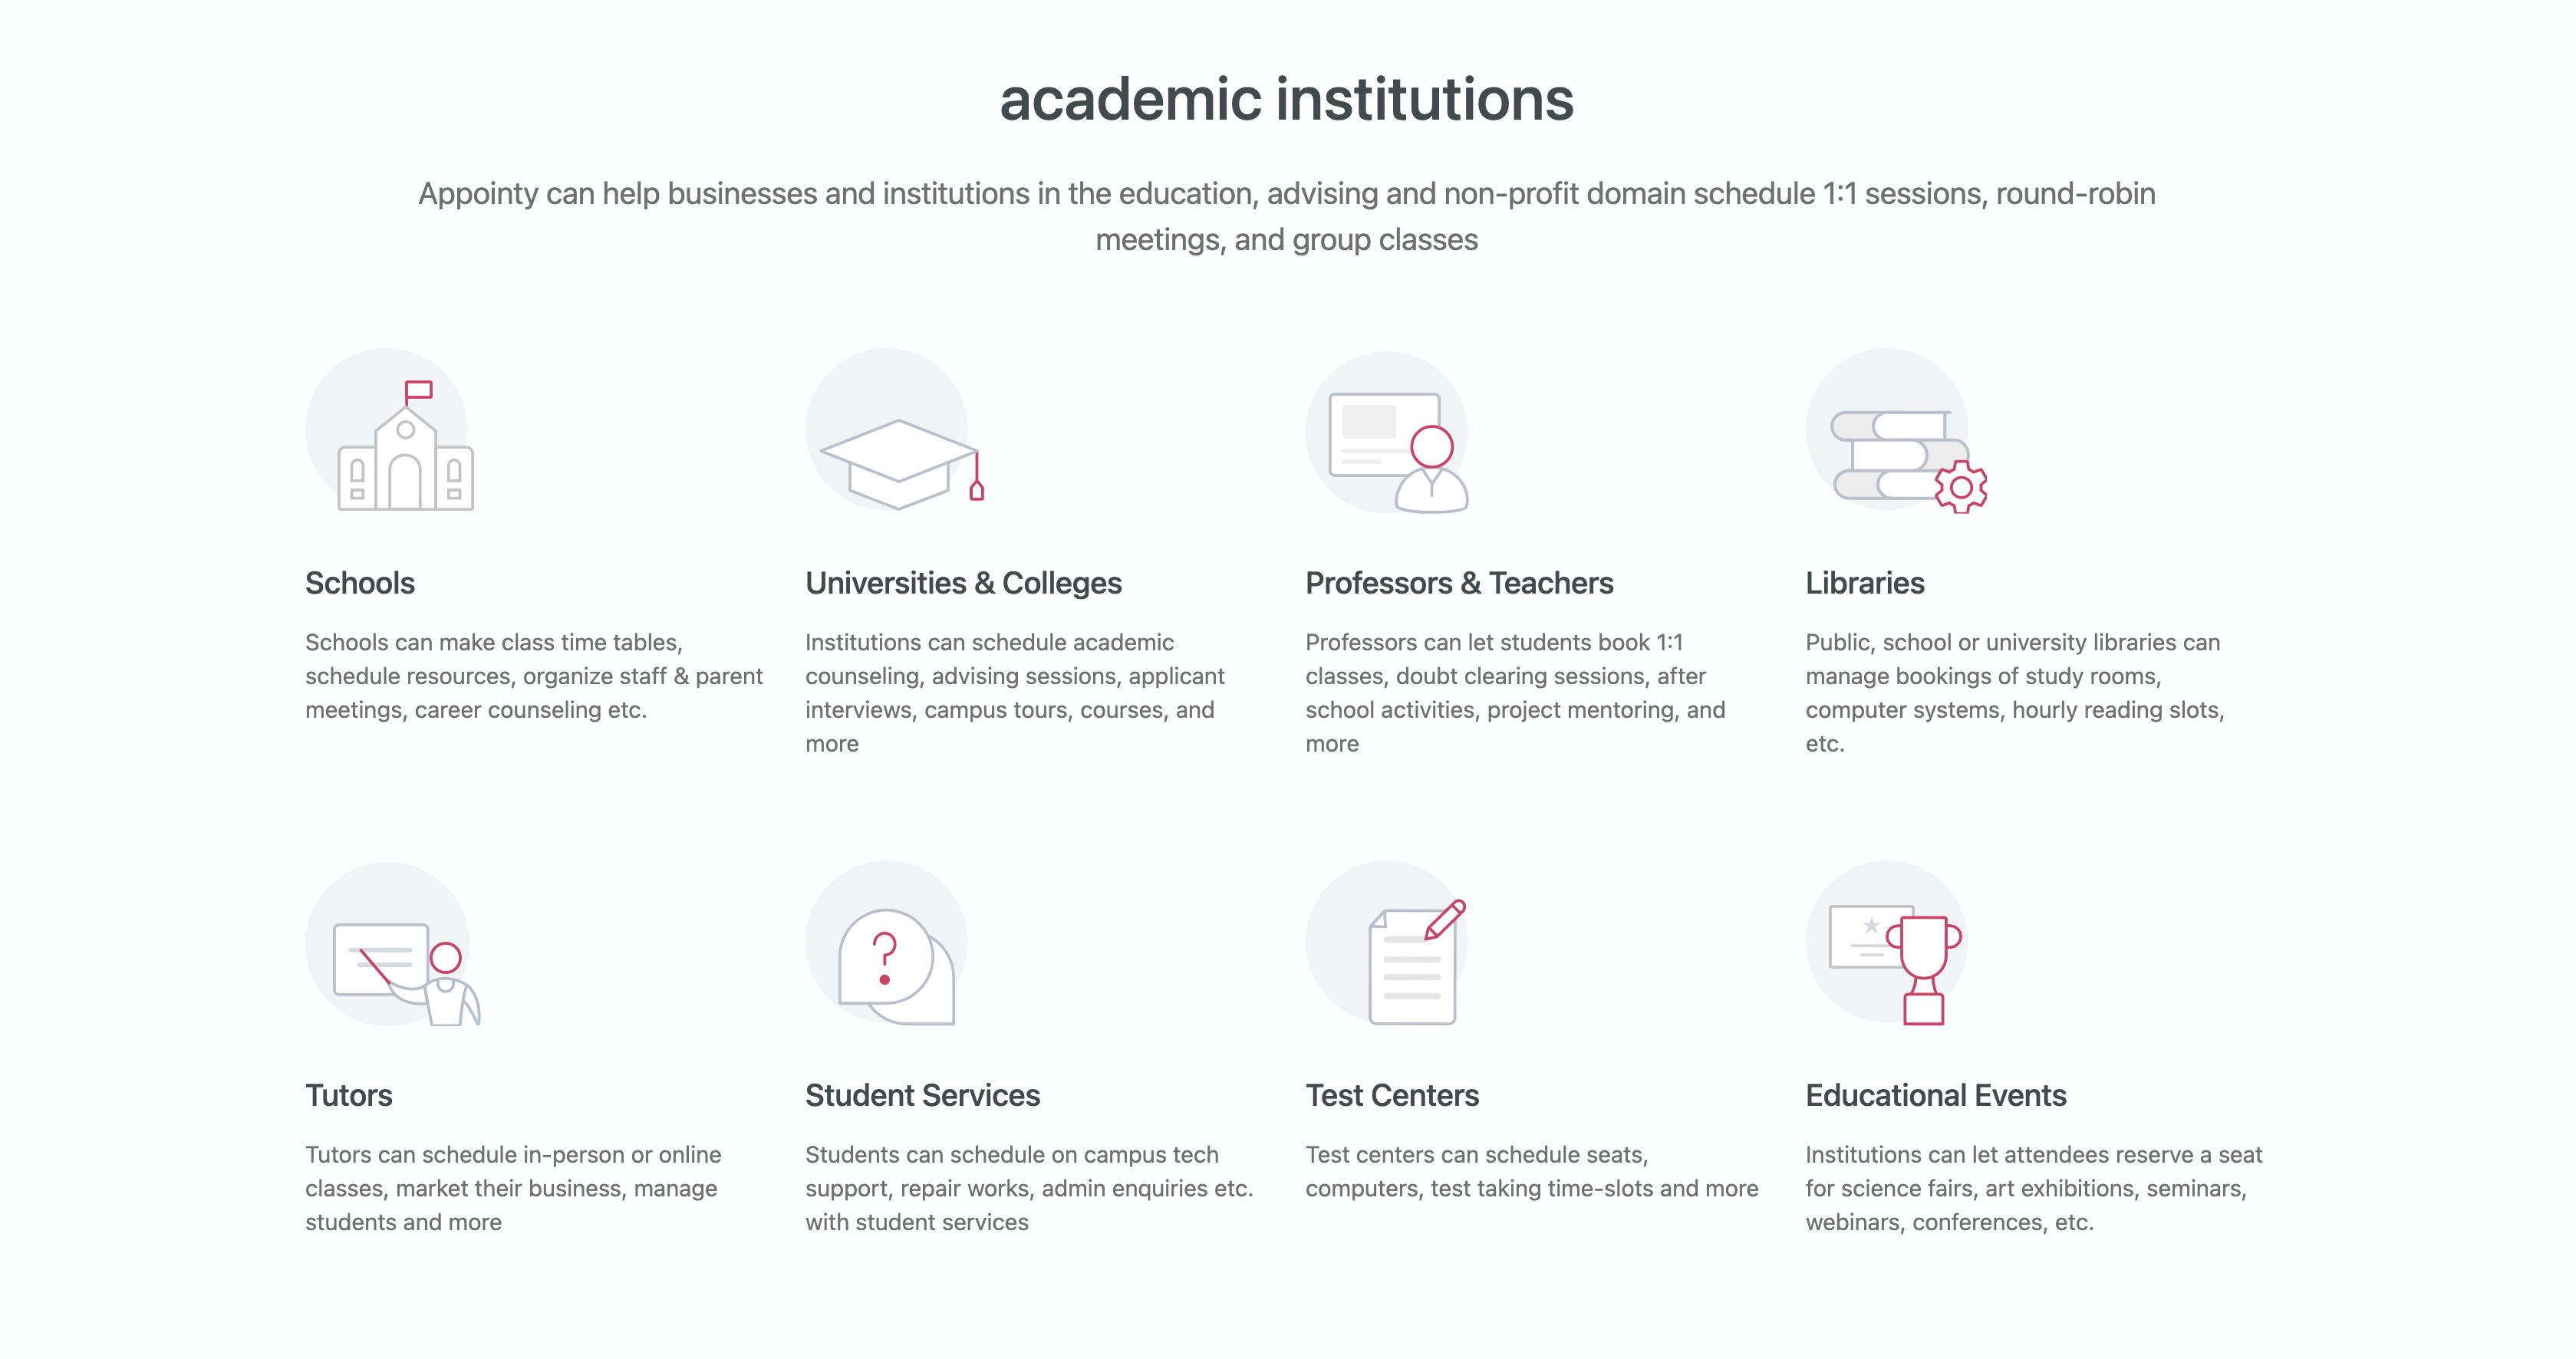 academic institutions
Appointy can help businesses and institutions in the education, advising and non-profit domain schedule 1:1 sessions, round-robin
meetings, and group classes
Schools
Schools can make class time tables,
schedule resources, organize staff & parent
meetings, career counseling etc.
Universities & Colleges
Institutions can schedule academic
counseling, advising sessions, applicant
interviews, campus tours, courses, and
more
Professors & Teachers
Professors can let students book 1:1
classes, doubt clearing sessions, after
school activities, project mentoring, and
more
Libraries
Public, school or university libraries can
manage bookings of study rooms,
computer systems, hourly reading slots,
etc.
Tutors
Tutors can schedule in-person or online
classes, market their business, manage
students and more
Student Services
Students can schedule on campus tech
support, repair works, admin enquiries etc.
with student services
Test Centers
Test centers can schedule seats,
computers, test taking time-slots and more
Educational Events
Institutions can let attendees reserve a seat
for science fairs, art exhibitions, seminars,
webinars, conferences, etc.